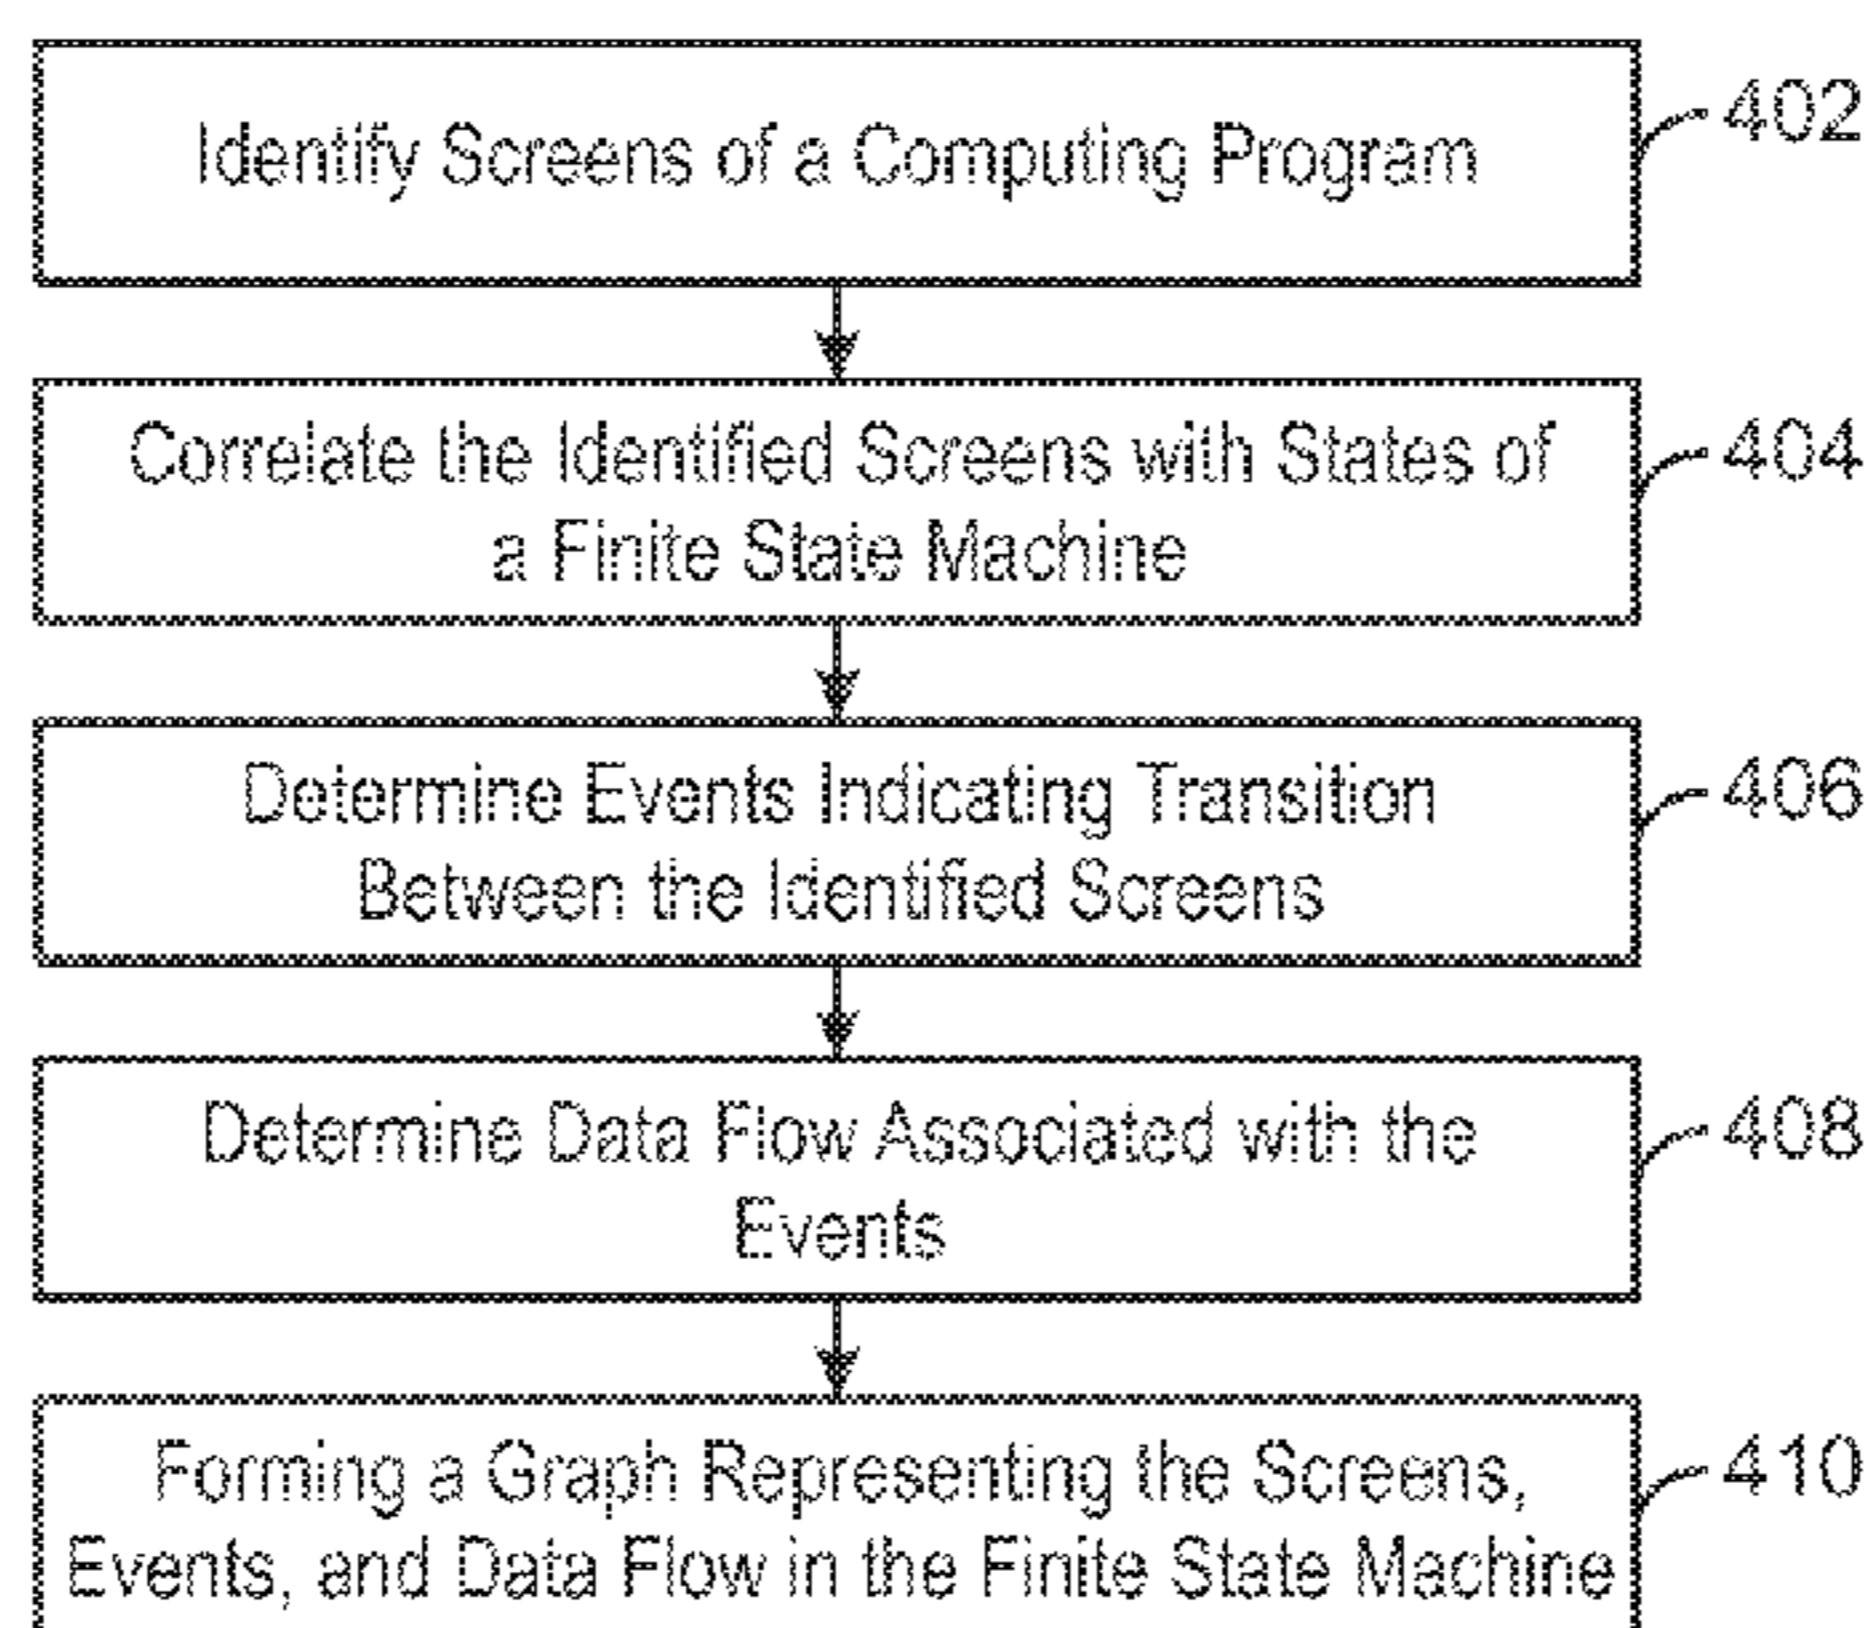 Identify Screens of a Computing Program
402
Correlate the Identified Screens with States of
a Finite State Machine
404
Determine Events Indicating Transition
Between the Identified Screens
406
Determine Data Flow Associated with the
Events
408
Forming a Graph Representing the Screens,
Events, and Data Flow in the Finite State Machine
410